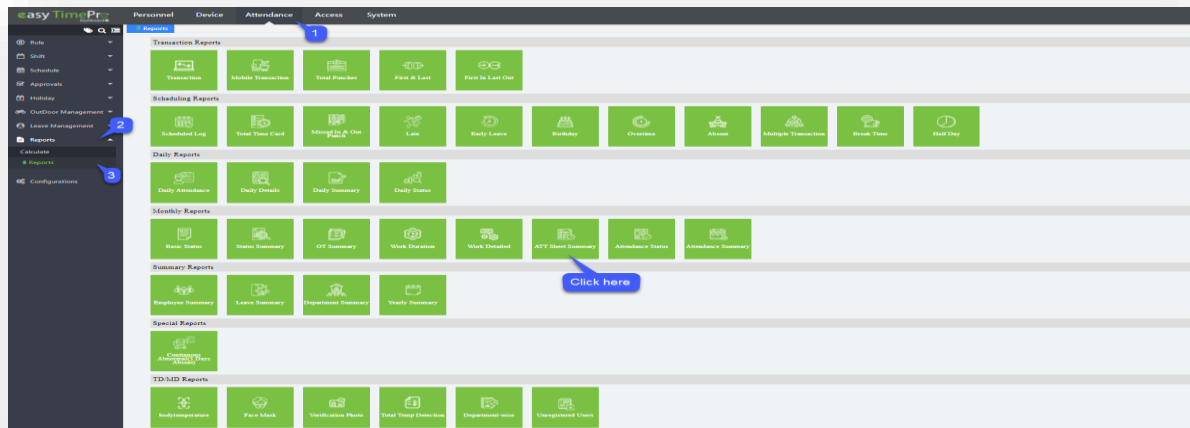 easy TimePro
Dashboard
Personnel Device Attendance Access System
1
Reports
Rule
Shift
Schedule
Approvals
Holiday
OutDoor Management
Leave Management
2
Reports
Calculate
Reports
3
Configurations
Transaction Reports
Transaction Mobile Transaction Total Punches First & Last First In Last Out
Scheduling Reports
Scheduled Log Total Time Card Missed In & Out Punch Late Early Leave Birthday Overtime Absent Multiple Transaction Break Time Half Day
Daily Reports
Daily Attendance Daily Details Daily Summary Daily Status
Monthly Reports
Basic Status Status Summary OT Summary Work Duration Work Detailed ATT Sheet Summary Attendance Status Attendance Summary
Click here
Summary Reports
Employee Summary Leave Summary Department Summary Yearly Summary
Special Reports
Continuous
Absent
TD/MD Reports
bodytemperature Face Mask Verification Photo Total Temp Detection Department-wise Unregistered Users